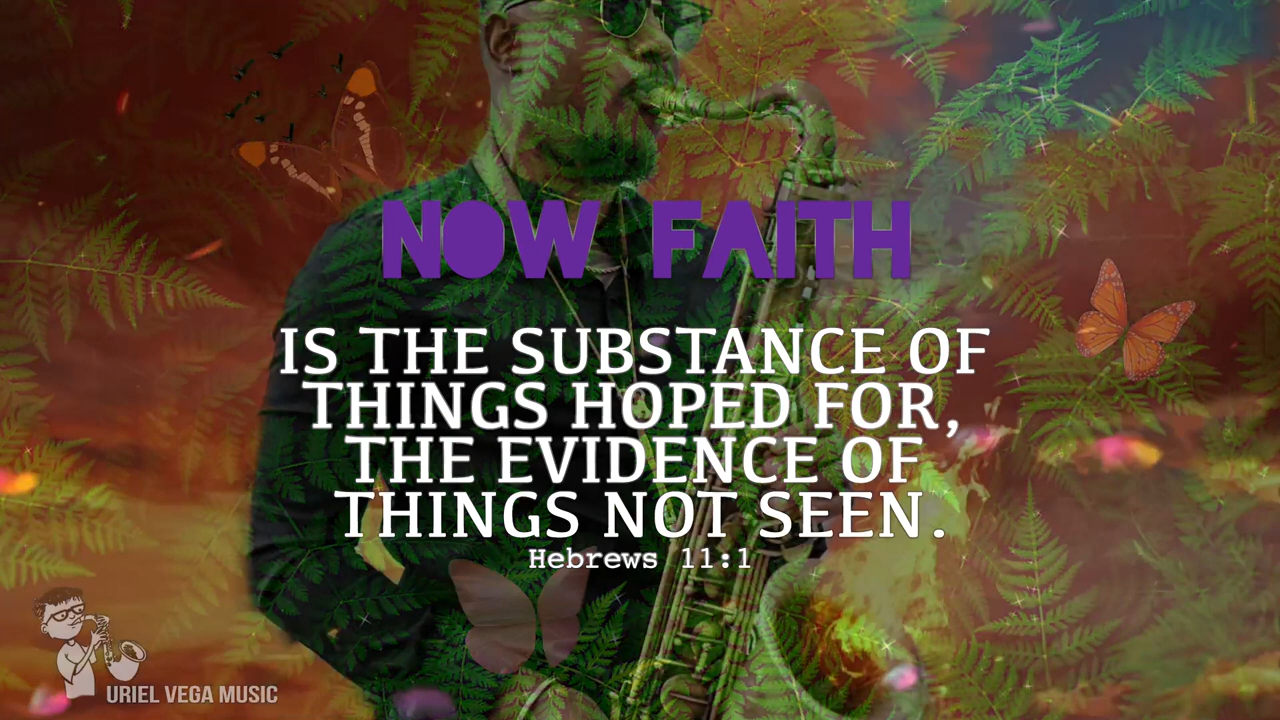 NOW FAITH
IS THE SUBSTANCE OF
THINGS HOPED FOR,
THE EVIDENCE OF
THINGS NOT SEEN.
Hebrews 11:1
URIEL VEGA MUSIC